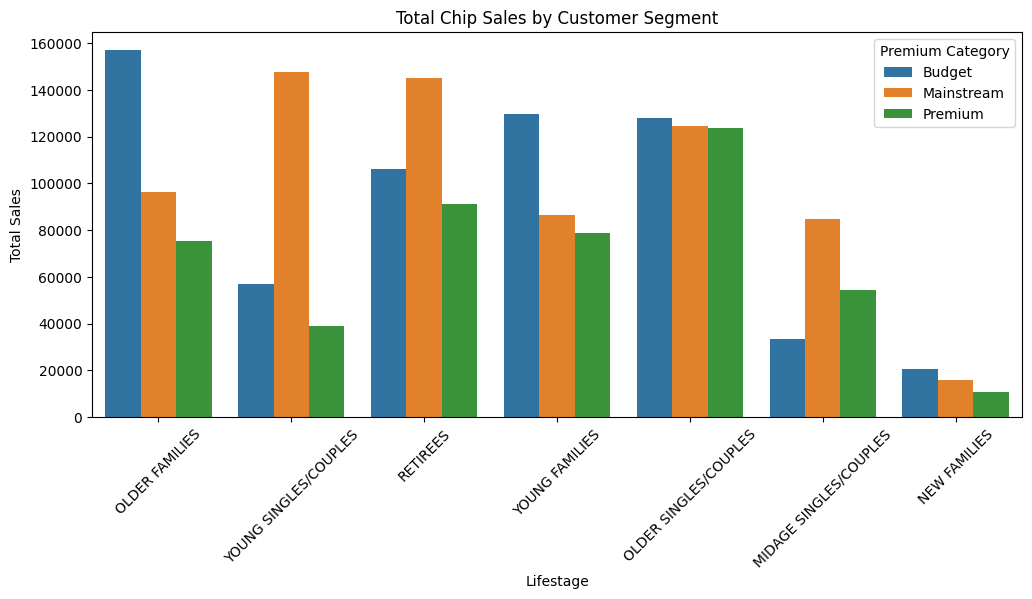 Total Chip Sales by Customer Segment
Premium Category
Budget
Mainstream
Premium
Total Sales
160000
140000
120000
100000
80000
60000
40000
20000
0
OLDER FAMILIES
YOUNG SINGLES/COUPLES
RETIREES
YOUNG FAMILIES
OLDER SINGLES/COUPLES
MIDAGE SINGLES/COUPLES
NEW FAMILIES
Lifestage